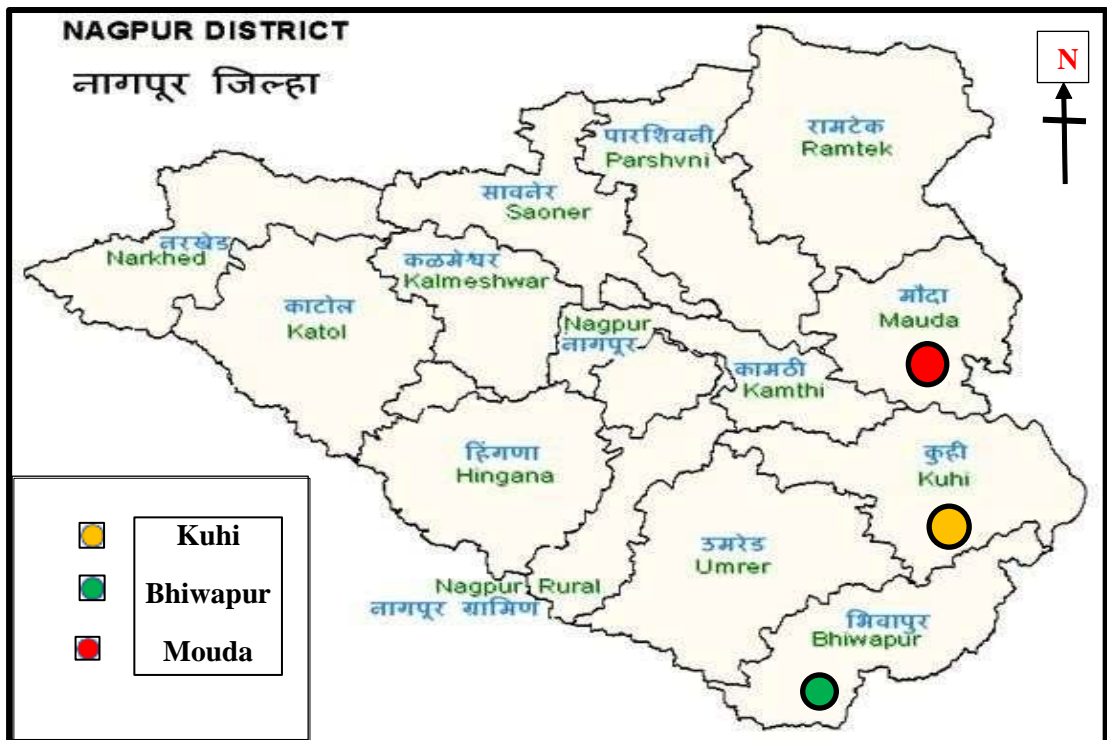 NAGPUR DISTRICT
नागपूर जिल्हा
N
पारशिवनी
Parshvni
रामटेक
Ramtek
सावनेर
Saoner
नरखेड
Narkhed
कळमेश्वर
Kalmeshwar
काटोल
Katol
मौदा
Mauda
Nagpur
नागपूर
कामठी
Kamthi
हिंगणा
Hingana
कुही
Kuhi
उमरेड
Umrer
Nagpur Rural
नागपूर ग्रामिण
भिवापुर
Bhiwapur
Kuhi
Bhiwapur
Mouda